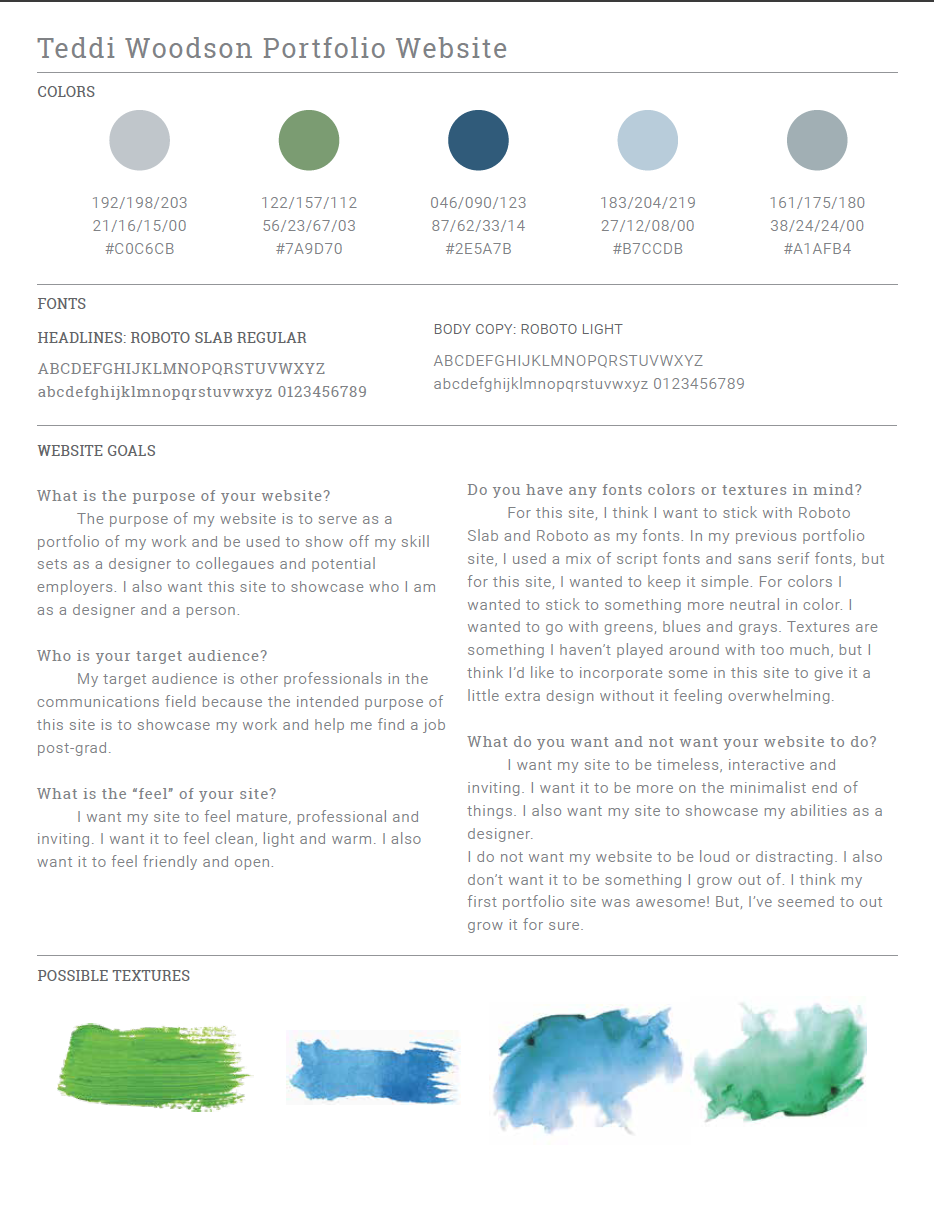 Teddi Woodson Portfolio Website
COLORS
192/198/203
21/16/15/00
#C0C6CB
122/157/112
56/23/67/03
#7A9D70
046/090/123
87/62/33/14
#2E5A7B
183/204/219
27/12/08/00
#B7CCDB
161/175/180
38/24/24/00
#A1AFB4
FONTS
HEADLINES: ROBOTO SLAB REGULAR
ABCDEFGHIJKLMNOPQRSTUVWXYZ
abcdefghijklmnopqrstuvwxyz 0123456789
BODY COPY: ROBOTO LIGHT
ABCDEFGHIJKLMNOPQRSTUVWXYZ
abcdefghijklmnopqrstuvwxyz 0123456789
WEBSITE GOALS
What is the purpose of your website?
The purpose of my website is to serve as a
portfolio of my work and be used to show off my skill
sets as a designer to collegaues and potential
employers. I also want this site to showcase who I am
as a designer and a person.
Who is your target audience?
My target audience is other professionals in the
communications field because the intended purpose of
this site is to showcase my work and help me find a job
post-grad.
What is the “feel” of your site?
I want my site to feel mature, professional and
inviting. I want it to feel clean, light and warm. I also
want it to feel friendly and open.
Do you have any fonts colors or textures in mind?
For this site, I think I want to stick with Roboto
Slab and Roboto as my fonts. In my previous portfolio
site, I used a mix of script fonts and sans serif fonts, but
for this site, I wanted to keep it simple. For colors I
wanted to stick to something more neutral in color. I
wanted to go with greens, blues and grays. Textures are
something I haven’t played around with too much, but I
think I’d like to incorporate some in this site to give it a
little extra design without it feeling overwhelming.
What do you want and not want your website to do?
I want my site to be timeless, interactive and
inviting. I want it to be more on the minimalist end of
things. I also want my site to showcase my abilities as a
designer.
I do not want my website to be loud or distracting. I also
don’t want it to be something I grow out of. I think my
first portfolio site was awesome! But, I’ve seemed to out
grow it for sure.
POSSIBLE TEXTURES